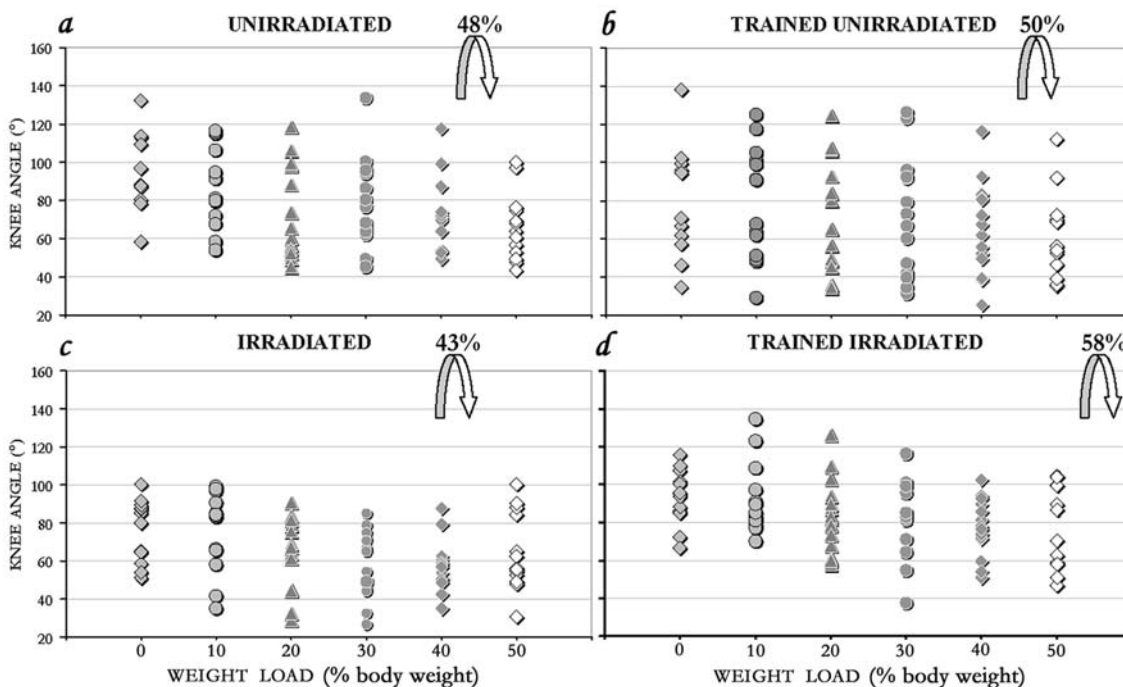 a UNIRRADIATED 48%
b TRAINED UNIRRADIATED 50%
160
140
120
100
80
60
40
20
KNEE ANGLE (°)
c IRRADIATED 43%
d TRAINED IRRADIATED 58%
160
140
120
100
80
60
40
20
KNEE ANGLE (°)
0 10 20 30 40 50
0 10 20 30 40 50
WEIGHT LOAD (% body weight)
WEIGHT LOAD (% body weight)